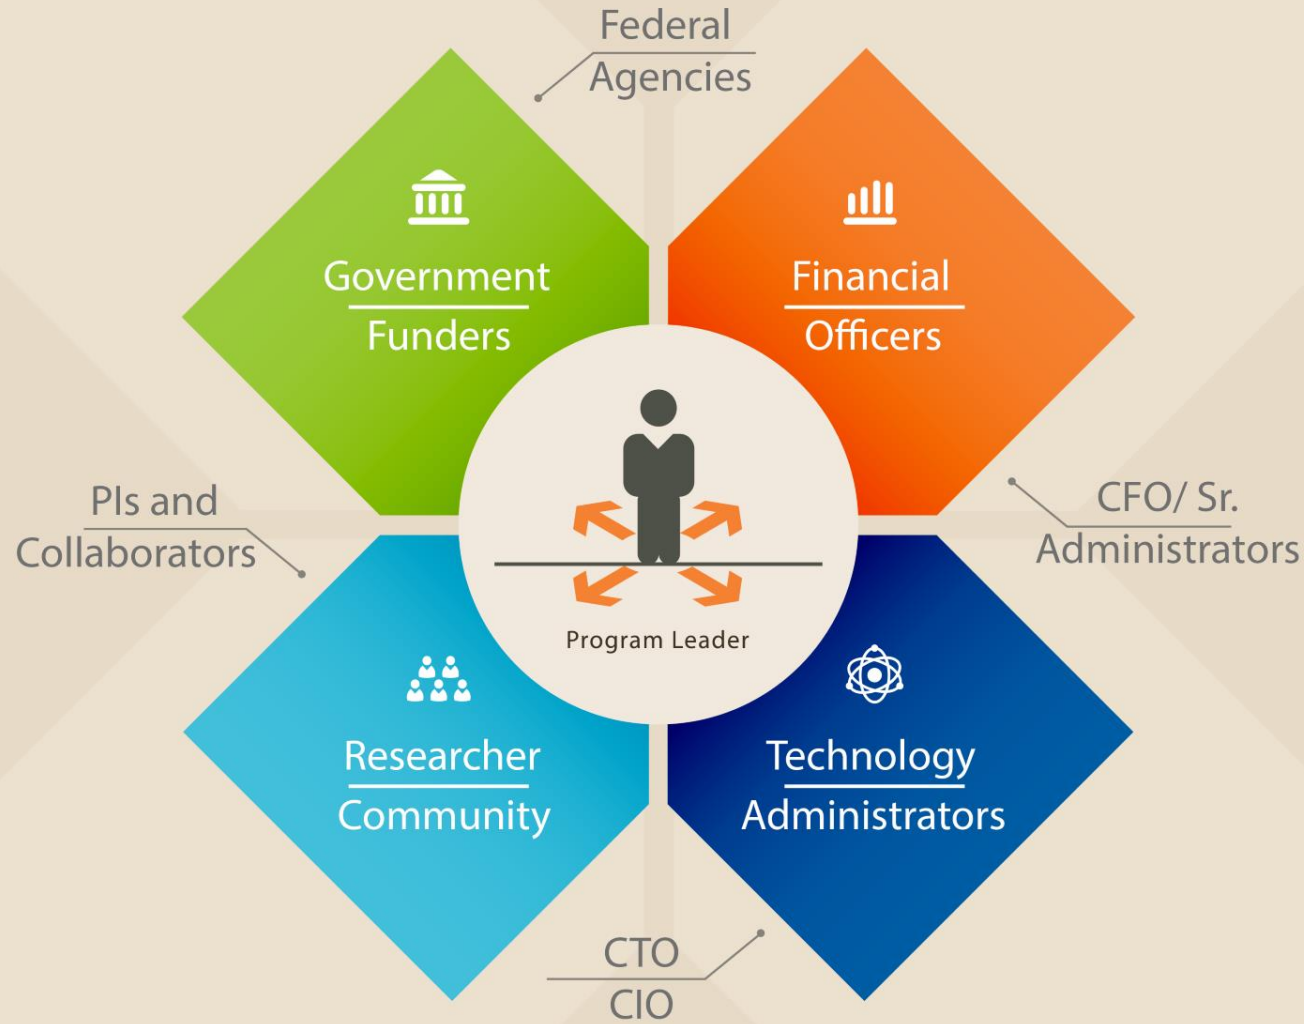 Federal
Agencies
Government
Funders
Financial
Officers
PIs and
Collaborators
CFO/ Sr.
Administrators
Program Leader
Researcher
Community
Technology
Administrators
CTO
CIO